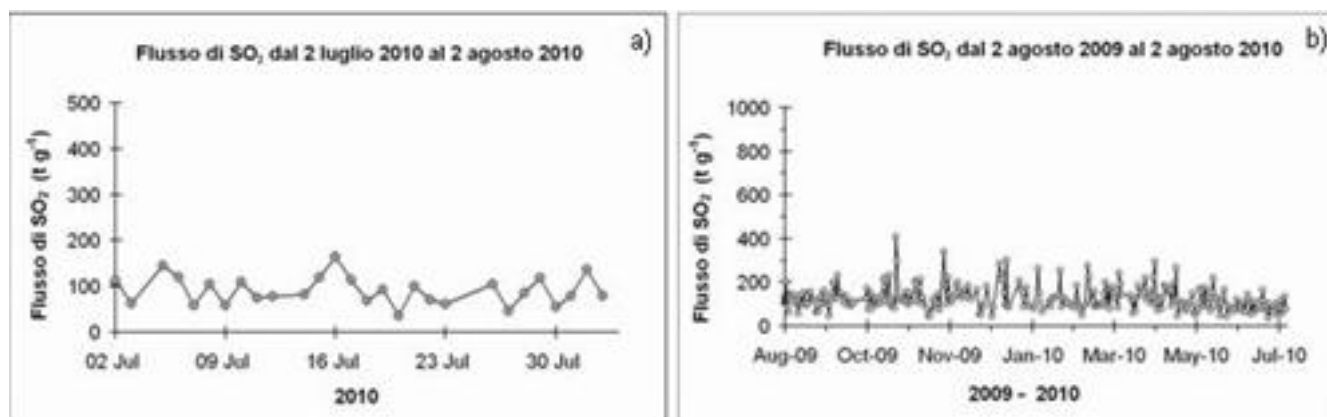 a)
Flusso di SO₂ dal 2 luglio 2010 al 2 agosto 2010
Flusso di SO₂ (t g⁻¹)
500
400
300
200
100
0
02 Jul 09 Jul 16 Jul 23 Jul 30 Jul
2010
b)
Flusso di SO₂ dal 2 agosto 2009 al 2 agosto 2010
Flusso di SO₂ (t g⁻¹)
1000
800
600
400
200
0
Aug-09 Oct-09 Nov-09 Jan-10 Mar-10 May-10 Jul-10
2009 - 2010